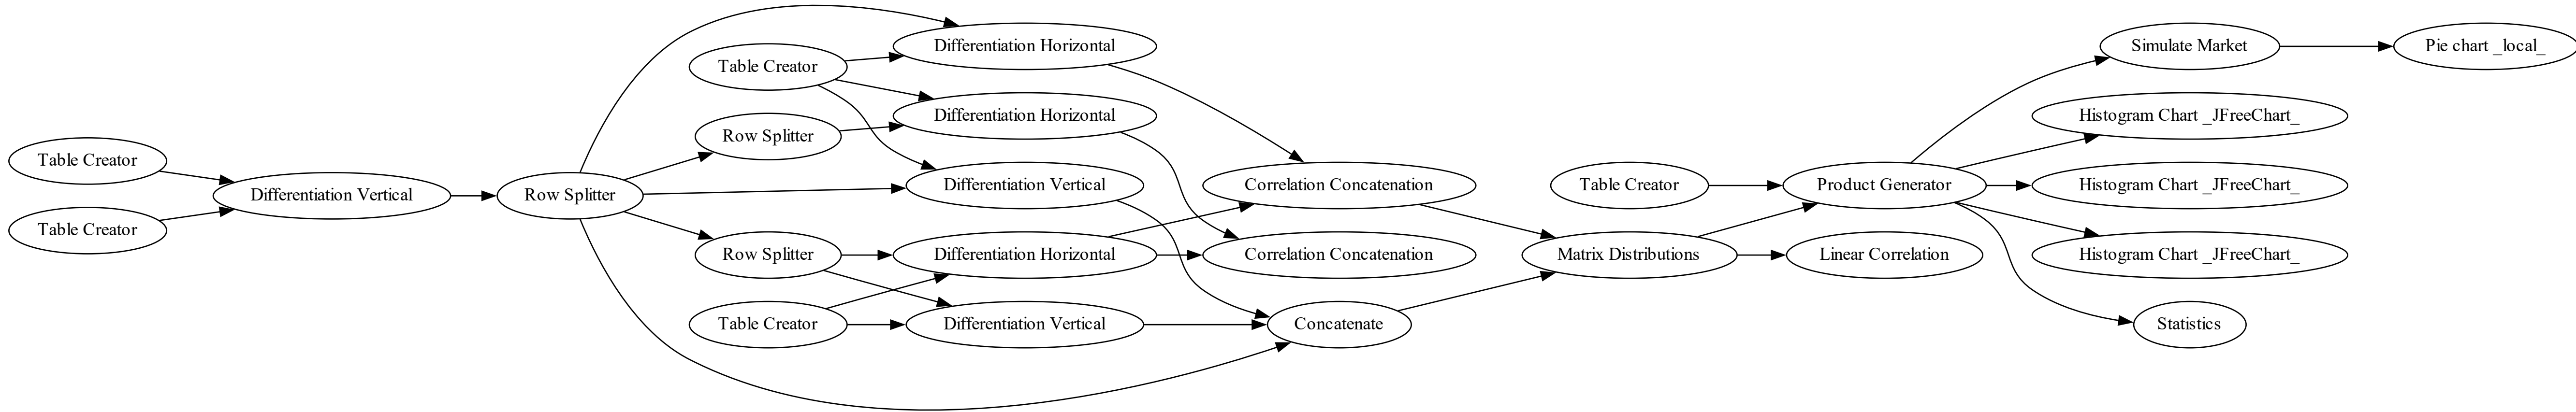 Table Creator
Table Creator
Differentiation Vertical
Row Splitter
Table Creator
Row Splitter
Row Splitter
Table Creator
Differentiation Horizontal
Differentiation Horizontal
Differentiation Vertical
Differentiation Horizontal
Differentiation Vertical
Correlation Concatenation
Correlation Concatenation
Concatenate
Table Creator
Matrix Distributions
Product Generator
Linear Correlation
Simulate Market
Histogram Chart _JFreeChart_
Histogram Chart _JFreeChart_
Histogram Chart _JFreeChart_
Statistics
Pie chart _local_